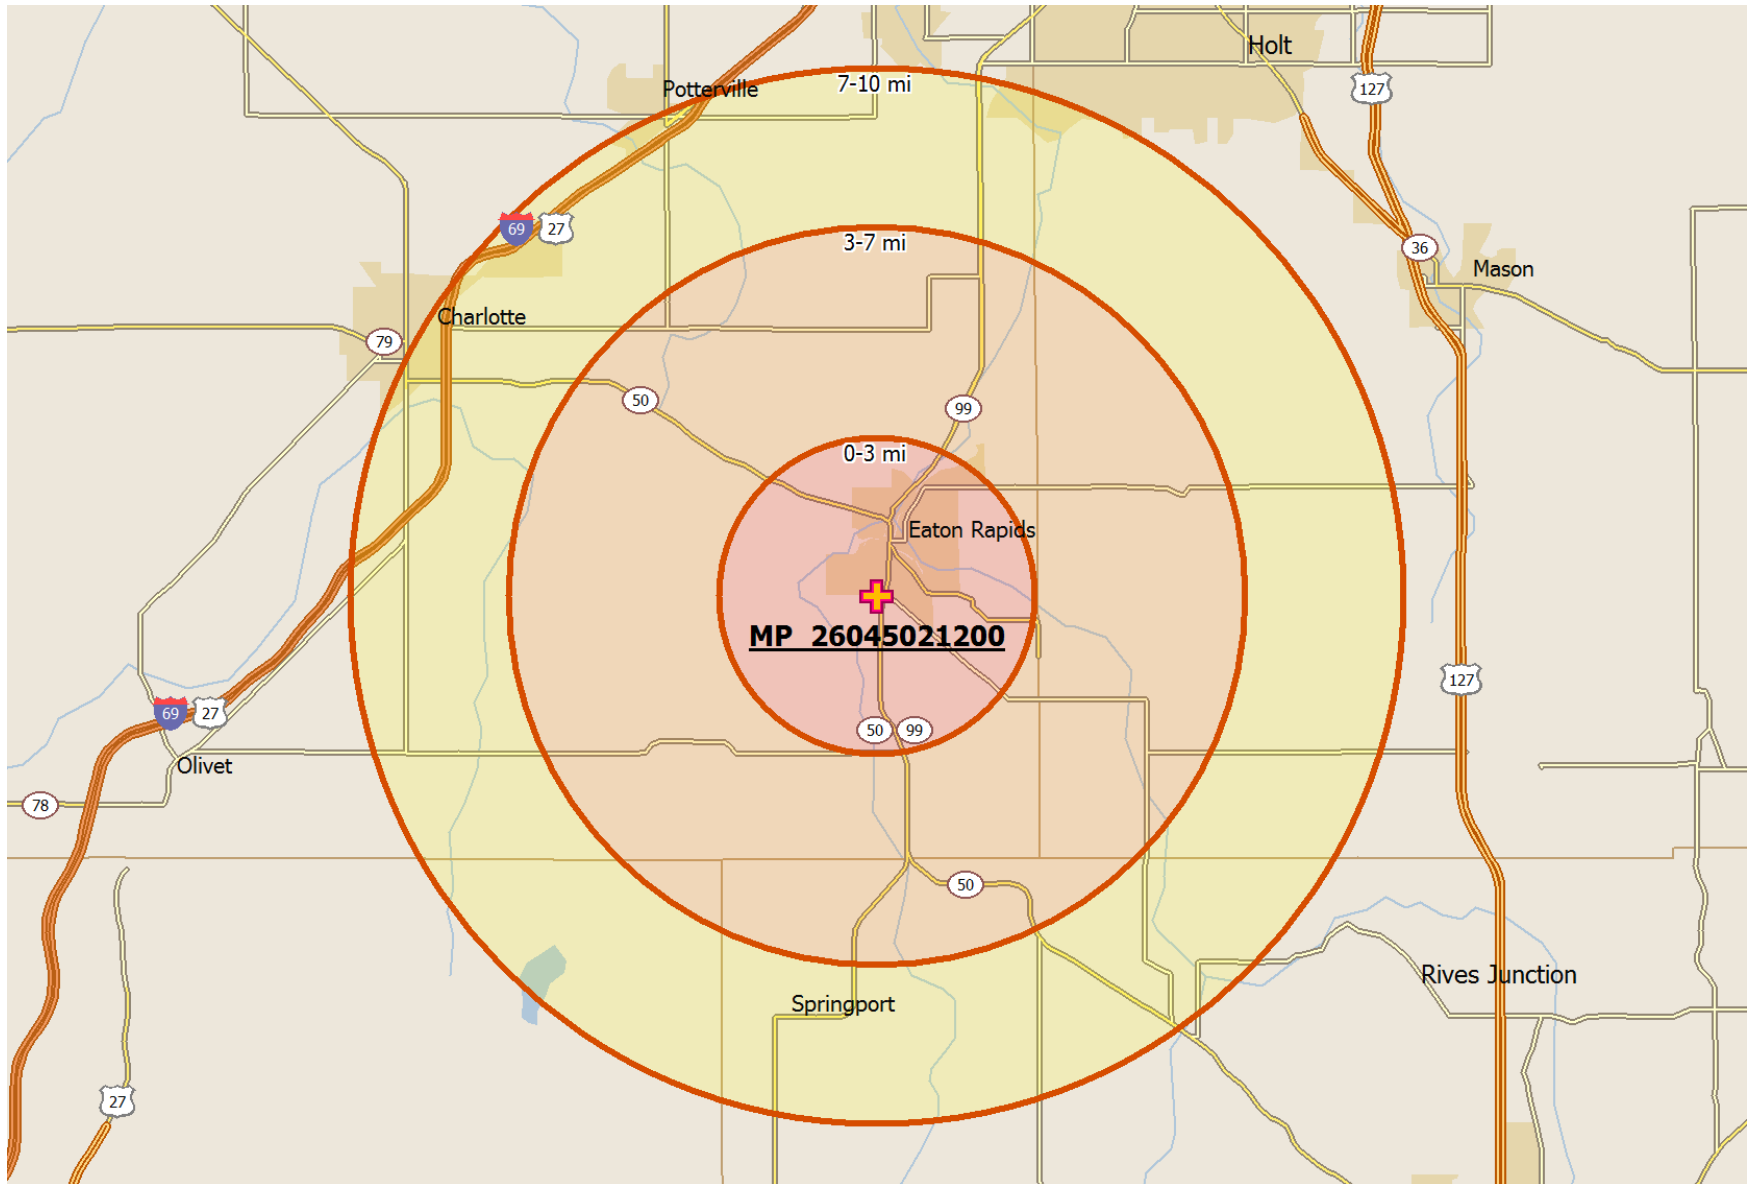 Holt
7-10 mi
Potterville
127
69
27
3-7 mi
36
Mason
Charlotte
79
50
99
0-3 mi
Eaton Rapids
MP 26045021200
127
69
27
50
99
Olivet
78
50
Rives Junction
Springport
27